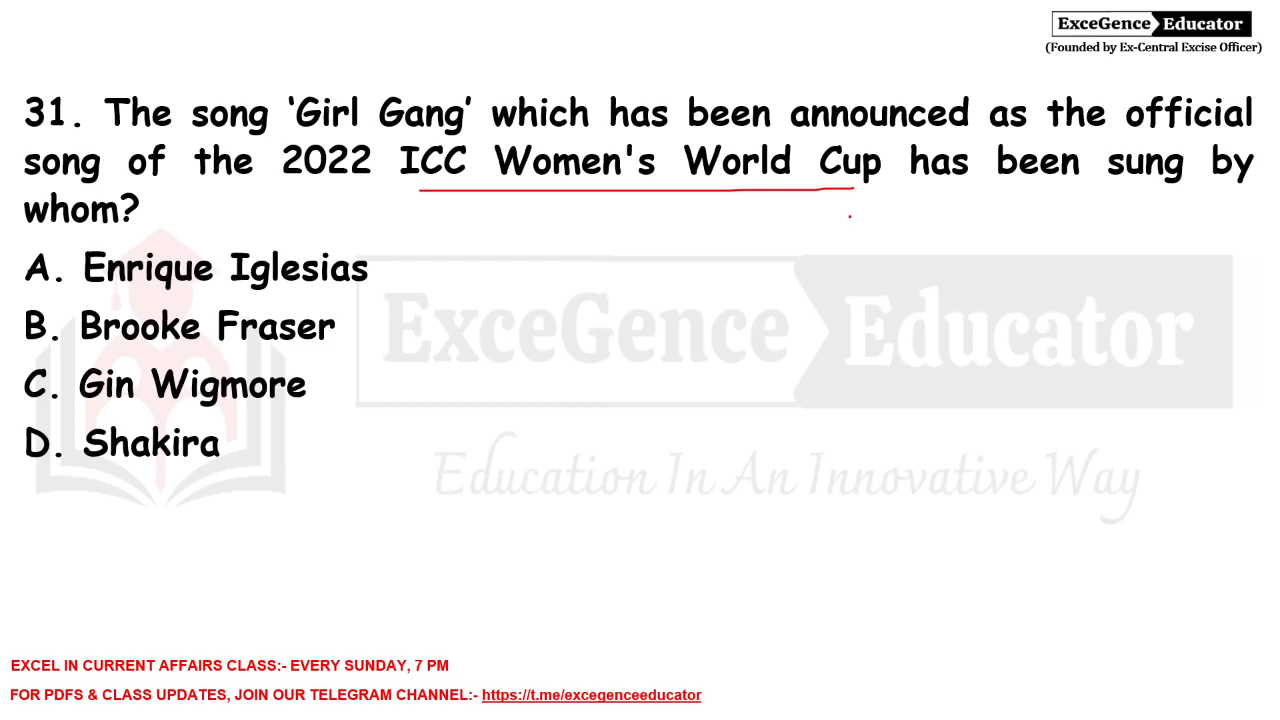 ExceGence Educator
(Founded by Ex-Central Excise Officer)
31. The song ‘Girl Gang’ which has been announced as the official
song of the 2022 ICC Women's World Cup has been sung by
whom?
A. Enrique Iglesias
B. Brooke Fraser
C. Gin Wigmore
D. Shakira
ExceGence Educator
Education In An Innovative Way
EXCEL IN CURRENT AFFAIRS CLASS:- EVERY SUNDAY, 7 PM
FOR PDFS & CLASS UPDATES, JOIN OUR TELEGRAM CHANNEL:- https://t.me/excegenceeducator